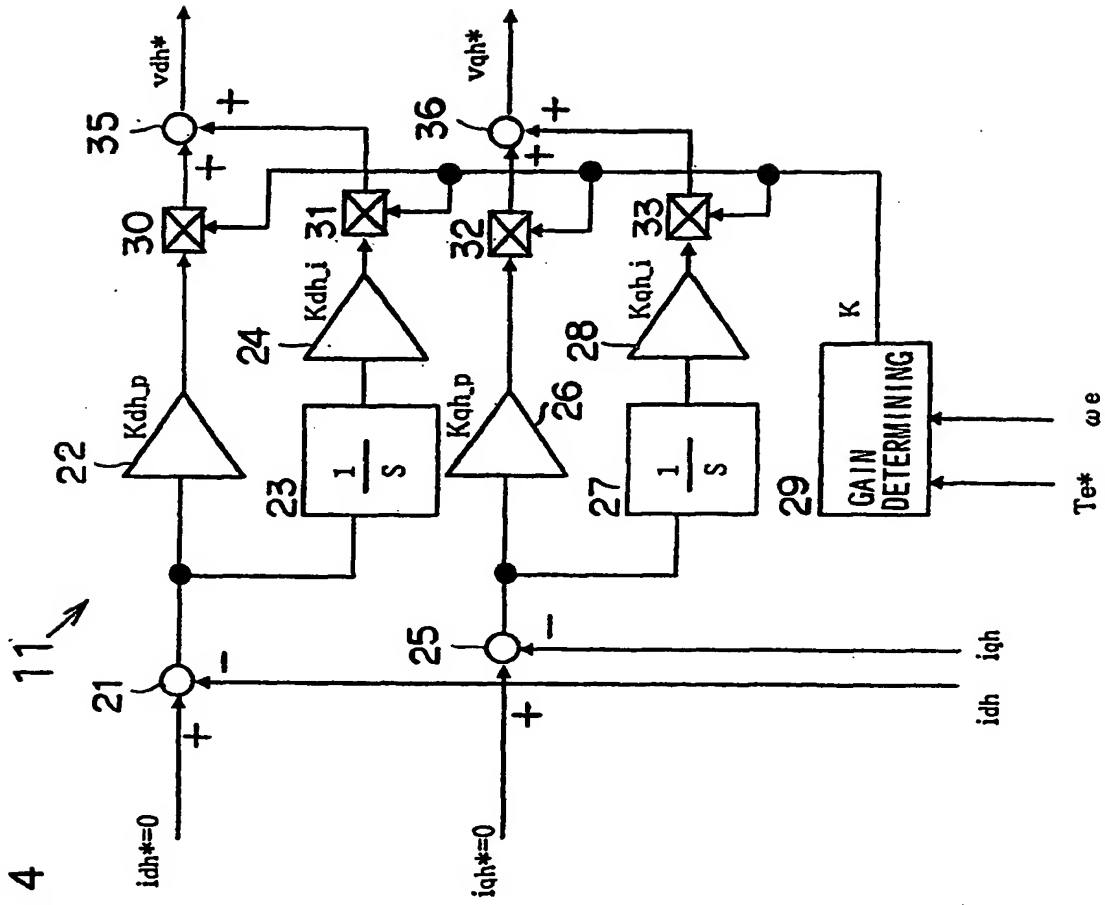 4
11
idh*=0
+
-
21
22
Kdh_p
30
+
35
+
vdh*
23
1
S
24
Kdh_i
31
iqh*=0
+
-
25
Kqh_p
26
32
+
36
+
vqh*
27
1
S
28
Kqh_i
33
29
GAIN
DETERMINING
K
idh
iqh
Te*
ωe